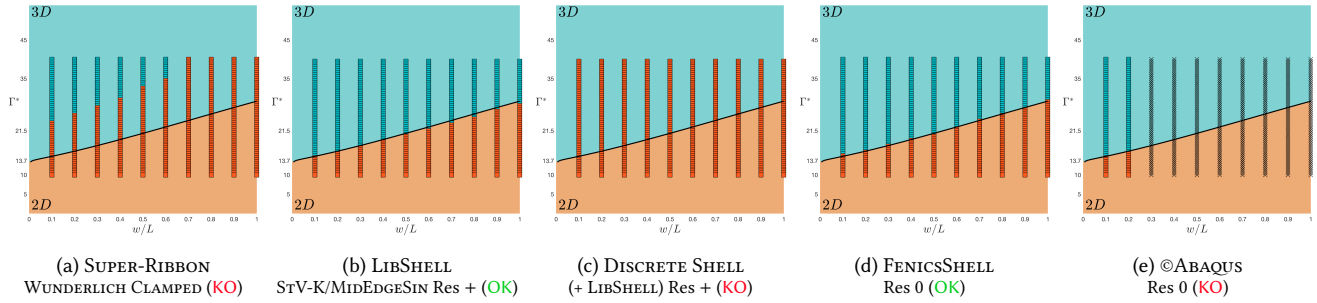 3D
45
35
Γ*
21.5
13.7
10
5
2D
0 0.1 0.2 0.3 0.4 0.5 0.6 0.7 0.8 0.9 1
w/L
(a) Super-Ribbon
Wunderlich Clamped (KO)
3D
45
35
Γ*
21.5
13.7
10
5
2D
0 0.1 0.2 0.3 0.4 0.5 0.6 0.7 0.8 0.9 1
w/L
(b) LibShell
StV-K/MidEdgeSin Res + (OK)
3D
45
35
Γ*
21.5
13.7
10
5
2D
0 0.1 0.2 0.3 0.4 0.5 0.6 0.7 0.8 0.9 1
w/L
(c) Discrete Shell
(+ LibShell) Res + (KO)
3D
45
35
Γ*
21.5
13.7
10
5
2D
0 0.1 0.2 0.3 0.4 0.5 0.6 0.7 0.8 0.9 1
w/L
(d) FenicsShell
Res 0 (OK)
3D
45
35
Γ*
21.5
13.7
10
5
2D
0 0.1 0.2 0.3 0.4 0.5 0.6 0.7 0.8 0.9 1
w/L
(e) ©Abaqus
Res 0 (KO)